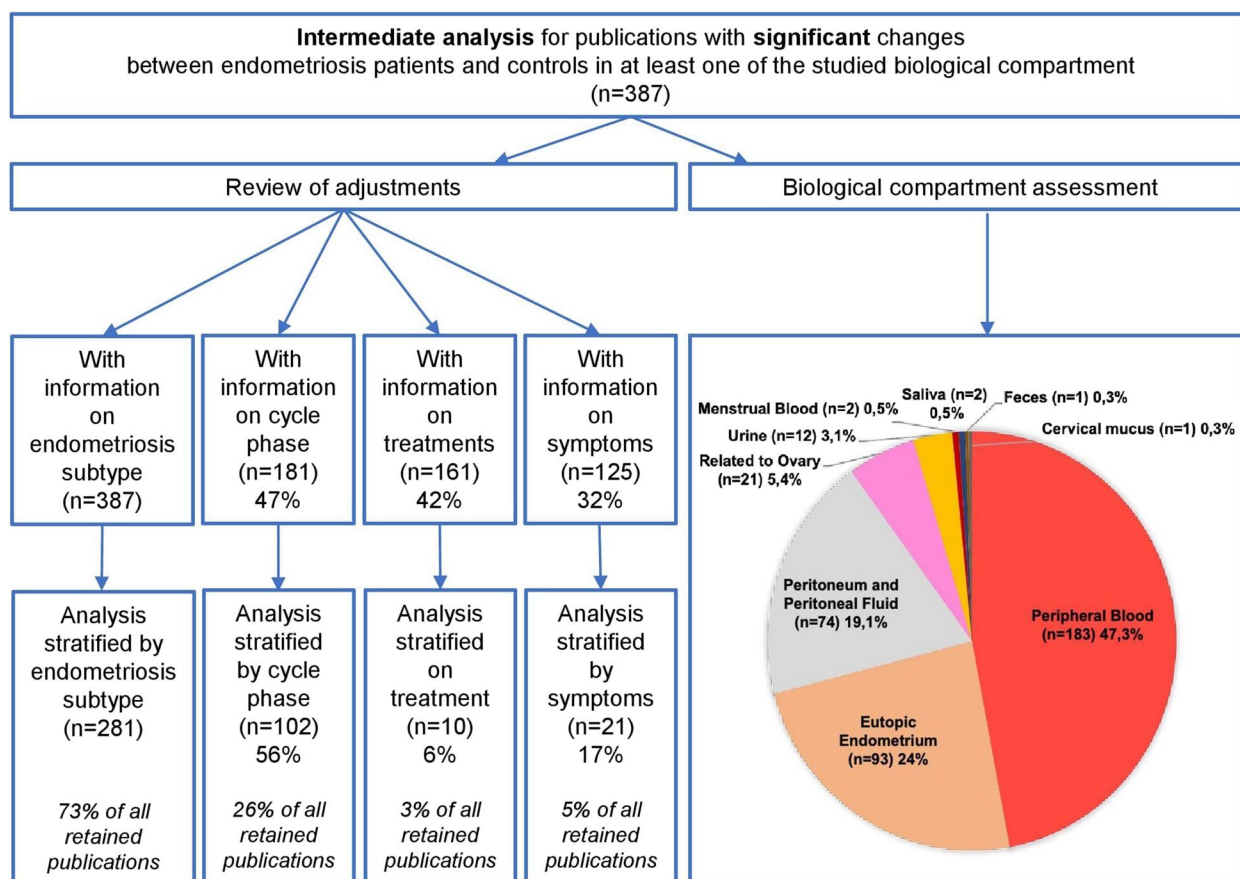 Intermediate analysis for publications with significant changes
between endometriosis patients and controls in at least one of the studied biological compartment
(n=387)
Review of adjustments
Biological compartment assessment
With
information
on
endometriosis
subtype
(n=387)
With
information
on cycle
phase
(n=181)
47%
With
information
on
treatments
(n=161)
42%
With
information
on
symptoms
(n=125)
32%
Analysis
stratified by
endometriosis
subtype
(n=281)
73% of all
retained
publications
Analysis
stratified
by cycle
phase
(n=102)
56%
26% of all
retained
publications
Analysis
stratified
on
treatment
(n=10)
6%
3% of all
retained
publications
Analysis
stratified
by
symptoms
(n=21)
17%
5% of all
retained
publications
Saliva (n=2)
0,5%
Feces (n=1) 0,3%
Menstrual Blood (n=2) 0,5%
Cervical mucus (n=1) 0,3%
Urine (n=12) 3,1%
Related to Ovary
(n=21) 5,4%
Peritoneum and
Peritoneal Fluid
(n=74) 19,1%
Peripheral Blood
(n=183) 47,3%
Eutopic
Endometrium
(n=93) 24%